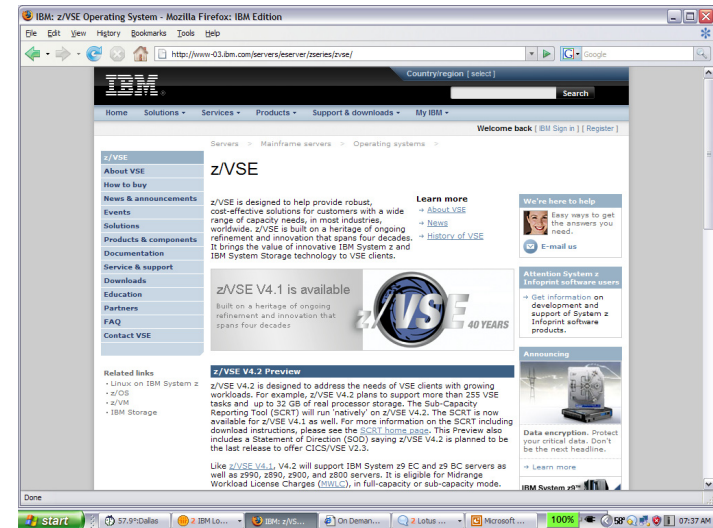 IBM: z/VSE Operating System - Mozilla Firefox: IBM Edition
File Edit View History Bookmarks Tools Help
http://www-03.ibm.com/servers/eserver/zseries/zvse/
Google
IBM
Country/region [ select ]
Search
Home Solutions Services Products Support & downloads My IBM
Welcome back [ IBM Sign in ] [ Register ]
Servers > Mainframe servers > Operating systems >
z/VSE
About VSE
How to buy
News & announcements
Events
Solutions
Products & components
Documentation
Service & support
Downloads
Education
Partners
FAQ
Contact VSE
Related links
· Linux on IBM System z
· z/OS
· z/VM
· IBM Storage
z/VSE
z/VSE is designed to help provide robust,
cost-effective solutions for customers with a wide
range of capacity needs, in most industries,
worldwide. z/VSE is built on a heritage of ongoing
refinement and innovation that spans four decades.
It brings the value of innovative IBM System z and
IBM System Storage technology to VSE clients.
Learn more
→ About VSE
→ News
→ History of VSE
z/VSE V4.1 is available
Built on a heritage of ongoing
refinement and innovation that
spans four decades
z/VSE
40 YEARS
z/VSE V4.2 Preview
z/VSE V4.2 is designed to address the needs of VSE clients with growing
workloads. For example, z/VSE V4.2 plans to support more than 255 VSE
tasks and up to 32 GB of real processor storage. The Sub-Capacity
Reporting Tool (SCRT) will run 'natively' on z/VSE V4.2. The SCRT is now
available for z/VSE V4.1 as well. For more information on the SCRT including
download instructions, please see the SCRT home page. This Preview also
includes a Statement of Direction (SOD) saying z/VSE V4.2 is planned to be
the last release to offer CICS/VSE V2.3.
Like z/VSE V4.1, V4.2 will support IBM System z9 EC and z9 BC servers as
well as z990, z890, z900, and z800 servers. It is eligible for Midrange
Workload License Charges (MWLC), in full-capacity or sub-capacity mode.
We're here to help
Easy ways to get
the answers you
need.
E-mail us
Attention System z
Infoprint software users
→ Get information on
development and
support of System z
Infoprint software
products.
Announcing
Data encryption. Protect
your critical data. Don't
be the next headline.
→ Learn more
IBM System z9™
Done
start
57.9°:Dallas
2 IBM Lo...
IBM: z/VS...
On Deman...
2 Lotus ...
Microsoft ...
100%
58°
07:37 AM